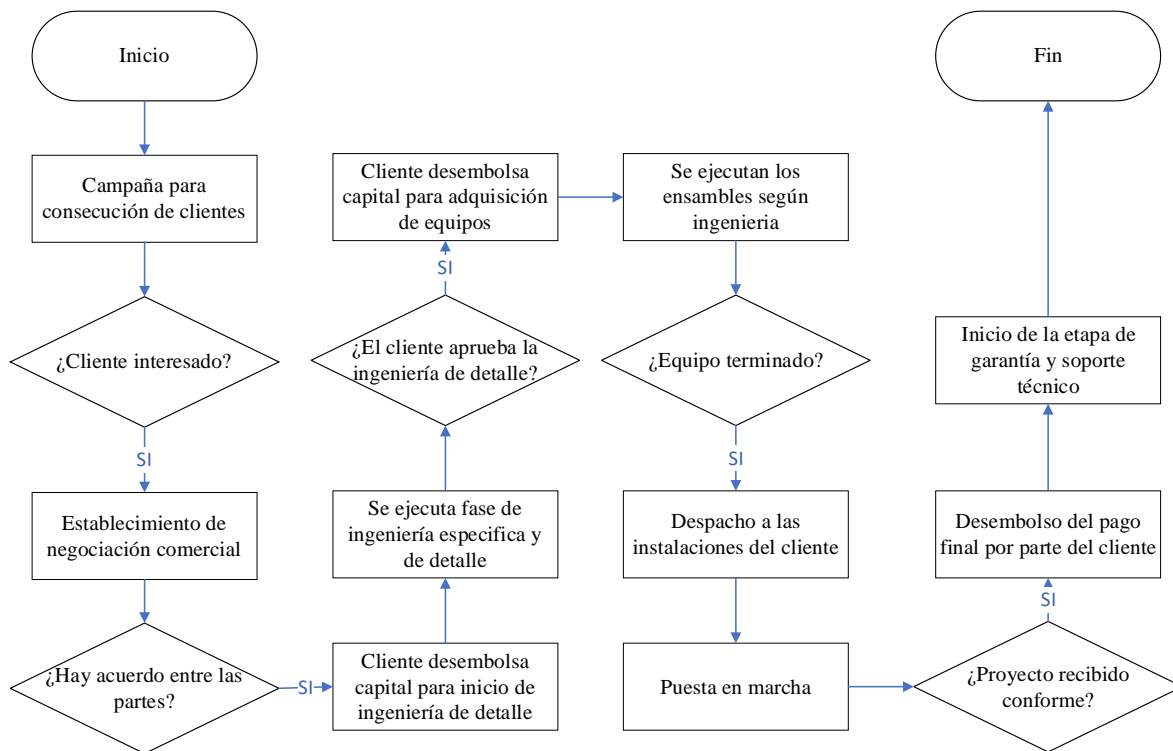 Inicio
Campaña para
consecución de clientes
¿Cliente interesado?
SI
Establecimiento de
negociación comercial
¿Hay acuerdo entre las
partes?
SI
Cliente desembolsa
capital para inicio de
ingeniería de detalle
Se ejecuta fase de
ingeniería especifica y
de detalle
¿El cliente aprueba la
ingeniería de detalle?
SI
Cliente desembolsa
capital para adquisición
de equipos
Se ejecutan los
ensambles según
ingenieria
¿Equipo terminado?
SI
Despacho a las
instalaciones del cliente
Puesta en marcha
¿Proyecto recibido
conforme?
SI
Desembolso del pago
final por parte del cliente
Inicio de la etapa de
garantía y soporte
técnico
Fin